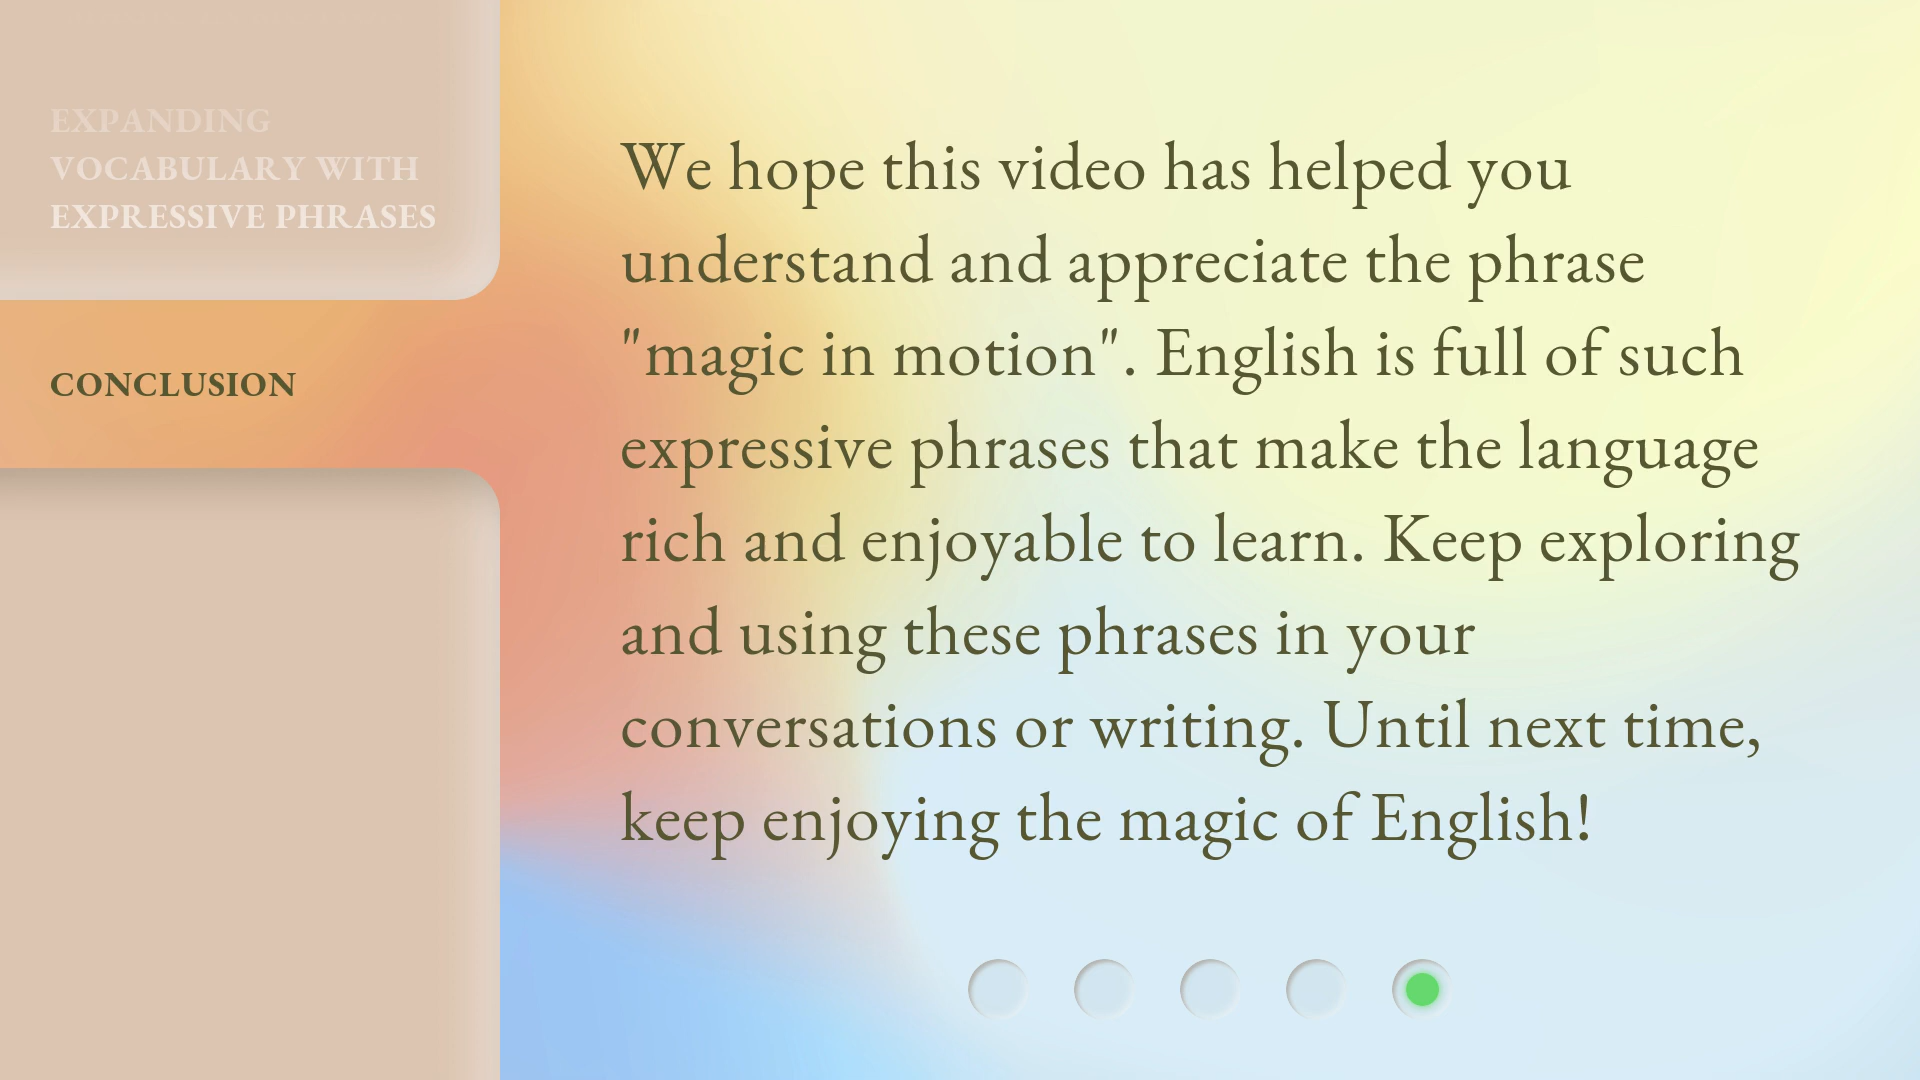 EXPANDING
VOCABULARY WITH
EXPRESSIVE PHRASES
CONCLUSION
We hope this video has helped you
understand and appreciate the phrase
"magic in motion". English is full of such
expressive phrases that make the language
rich and enjoyable to learn. Keep exploring
and using these phrases in your
conversations or writing. Until next time,
keep enjoying the magic of English!